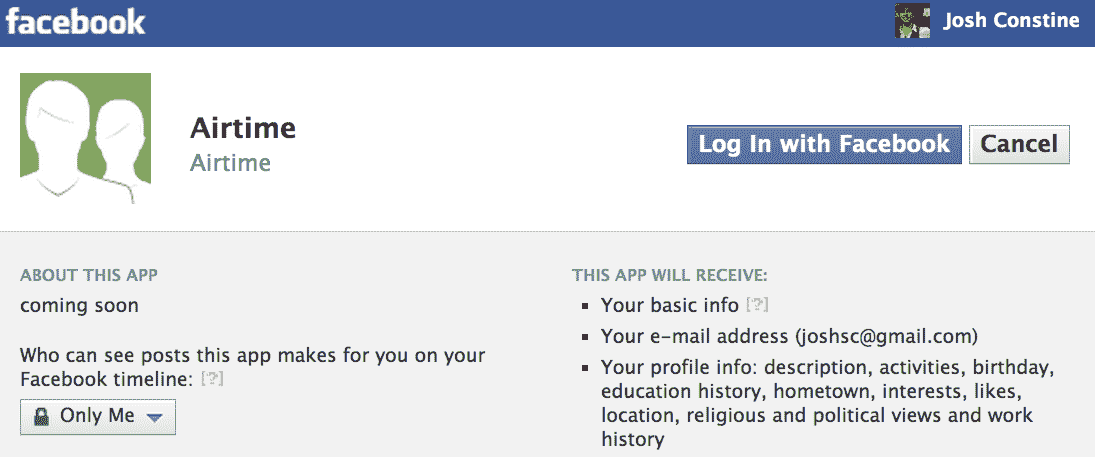 facebook
Josh Constine
Airtime
Airtime
Log In with Facebook
Cancel
ABOUT THIS APP
coming soon
Who can see posts this app makes for you on your
Facebook timeline: [?]
Only Me
THIS APP WILL RECEIVE:
▪ Your basic info [?]
▪ Your e-mail address (joshsc@gmail.com)
▪ Your profile info: description, activities, birthday,
education history, hometown, interests, likes,
location, religious and political views and work
history